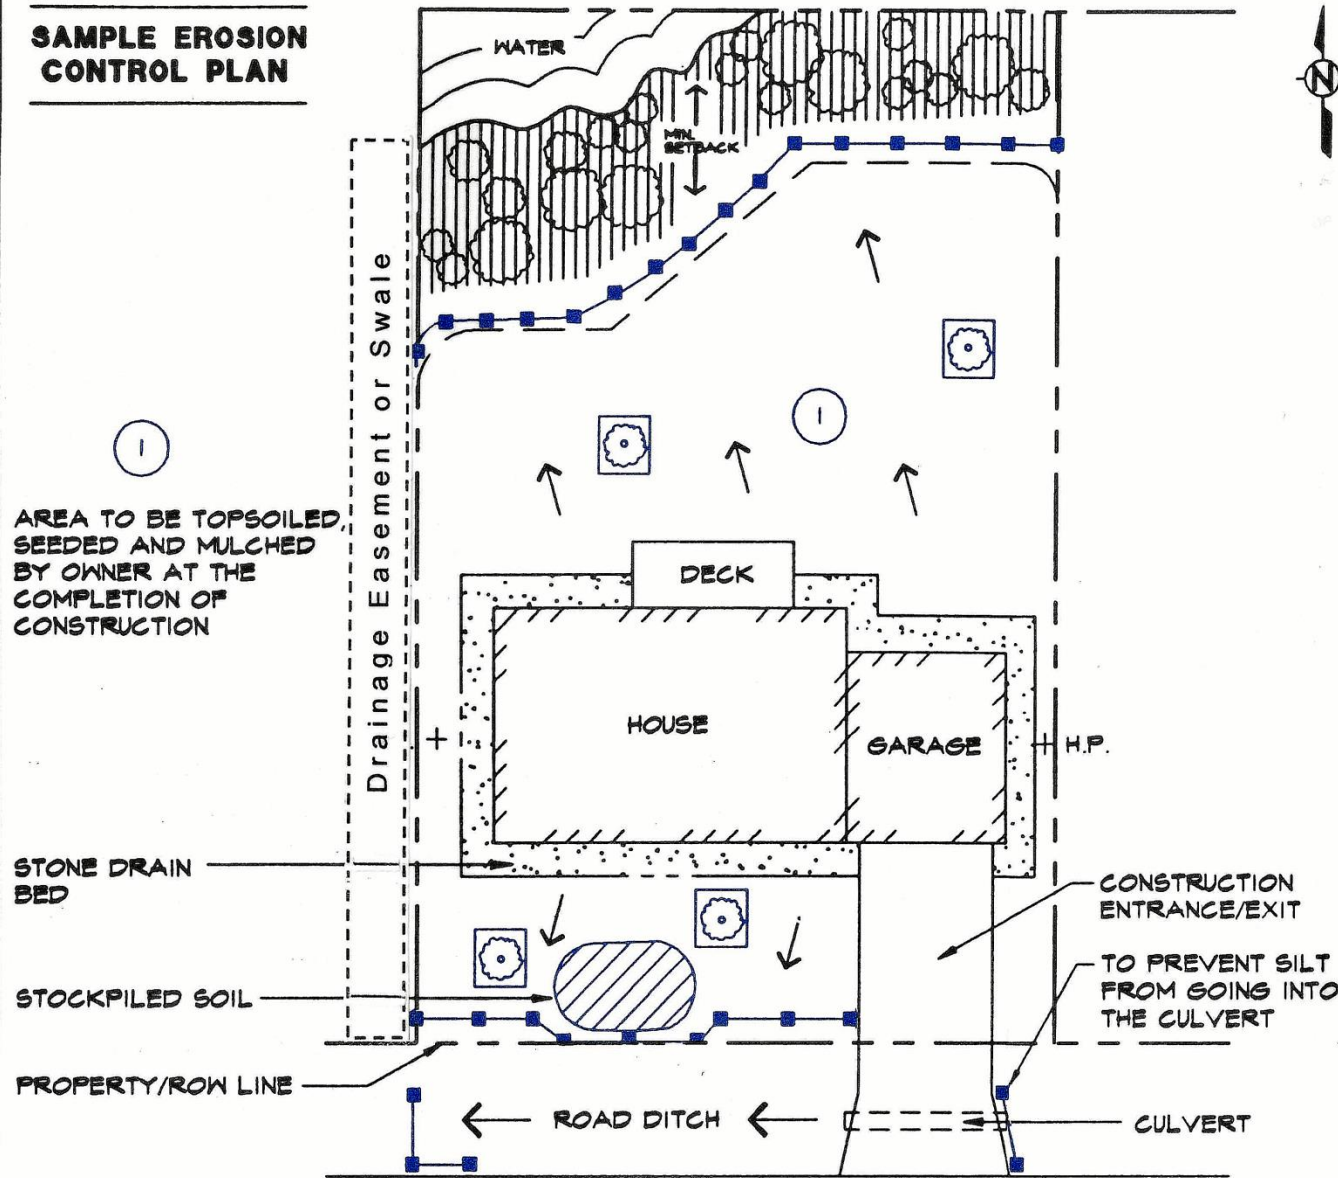 SAMPLE EROSION
CONTROL PLAN
WATER
N
MIN.
SETBACK
Drainage Easement or Swale
1
1
AREA TO BE TOPSOILED,
SEEDED AND MULCHED
BY OWNER AT THE
COMPLETION OF
CONSTRUCTION
DECK
HOUSE
GARAGE
H.P.
STONE DRAIN
BED
CONSTRUCTION
ENTRANCE/EXIT
STOCKPILED SOIL
TO PREVENT SILT
FROM GOING INTO
THE CULVERT
PROPERTY/ROW LINE
ROAD DITCH
CULVERT